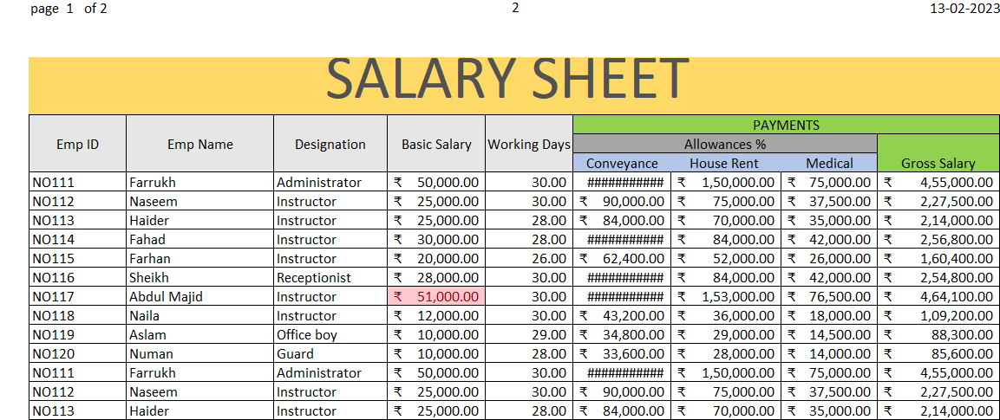 page 1 of 2 2 13-02-2023
SALARY SHEET
PAYMENTS
Emp ID Emp Name Designation Basic Salary Working Days Allowances %
Conveyance House Rent Medical Gross Salary
NO111 Farrukh Administrator ₹ 50,000.00 30.00 ########### ₹ 1,50,000.00 ₹ 75,000.00 ₹ 4,55,000.00
NO112 Naseem Instructor ₹ 25,000.00 30.00 ₹ 90,000.00 ₹ 75,000.00 ₹ 37,500.00 ₹ 2,27,500.00
NO113 Haider Instructor ₹ 25,000.00 28.00 ₹ 84,000.00 ₹ 70,000.00 ₹ 35,000.00 ₹ 2,14,000.00
NO114 Fahad Instructor ₹ 30,000.00 28.00 ########### ₹ 84,000.00 ₹ 42,000.00 ₹ 2,56,800.00
NO115 Farhan Instructor ₹ 20,000.00 26.00 ₹ 62,400.00 ₹ 52,000.00 ₹ 26,000.00 ₹ 1,60,400.00
NO116 Sheikh Receptionist ₹ 28,000.00 30.00 ########### ₹ 84,000.00 ₹ 42,000.00 ₹ 2,54,800.00
NO117 Abdul Majid Instructor ₹ 51,000.00 30.00 ########### ₹ 1,53,000.00 ₹ 76,500.00 ₹ 4,64,100.00
NO118 Naila Instructor ₹ 12,000.00 30.00 ₹ 43,200.00 ₹ 36,000.00 ₹ 18,000.00 ₹ 1,09,200.00
NO119 Aslam Office boy ₹ 10,000.00 29.00 ₹ 34,800.00 ₹ 29,000.00 ₹ 14,500.00 ₹ 88,300.00
NO120 Numan Guard ₹ 10,000.00 28.00 ₹ 33,600.00 ₹ 28,000.00 ₹ 14,000.00 ₹ 85,600.00
NO111 Farrukh Administrator ₹ 50,000.00 30.00 ########### ₹ 1,50,000.00 ₹ 75,000.00 ₹ 4,55,000.00
NO112 Naseem Instructor ₹ 25,000.00 30.00 ₹ 90,000.00 ₹ 75,000.00 ₹ 37,500.00 ₹ 2,27,500.00
NO113 Haider Instructor ₹ 25,000.00 28.00 ₹ 84,000.00 ₹ 70,000.00 ₹ 35,000.00 ₹ 2,14,000.00